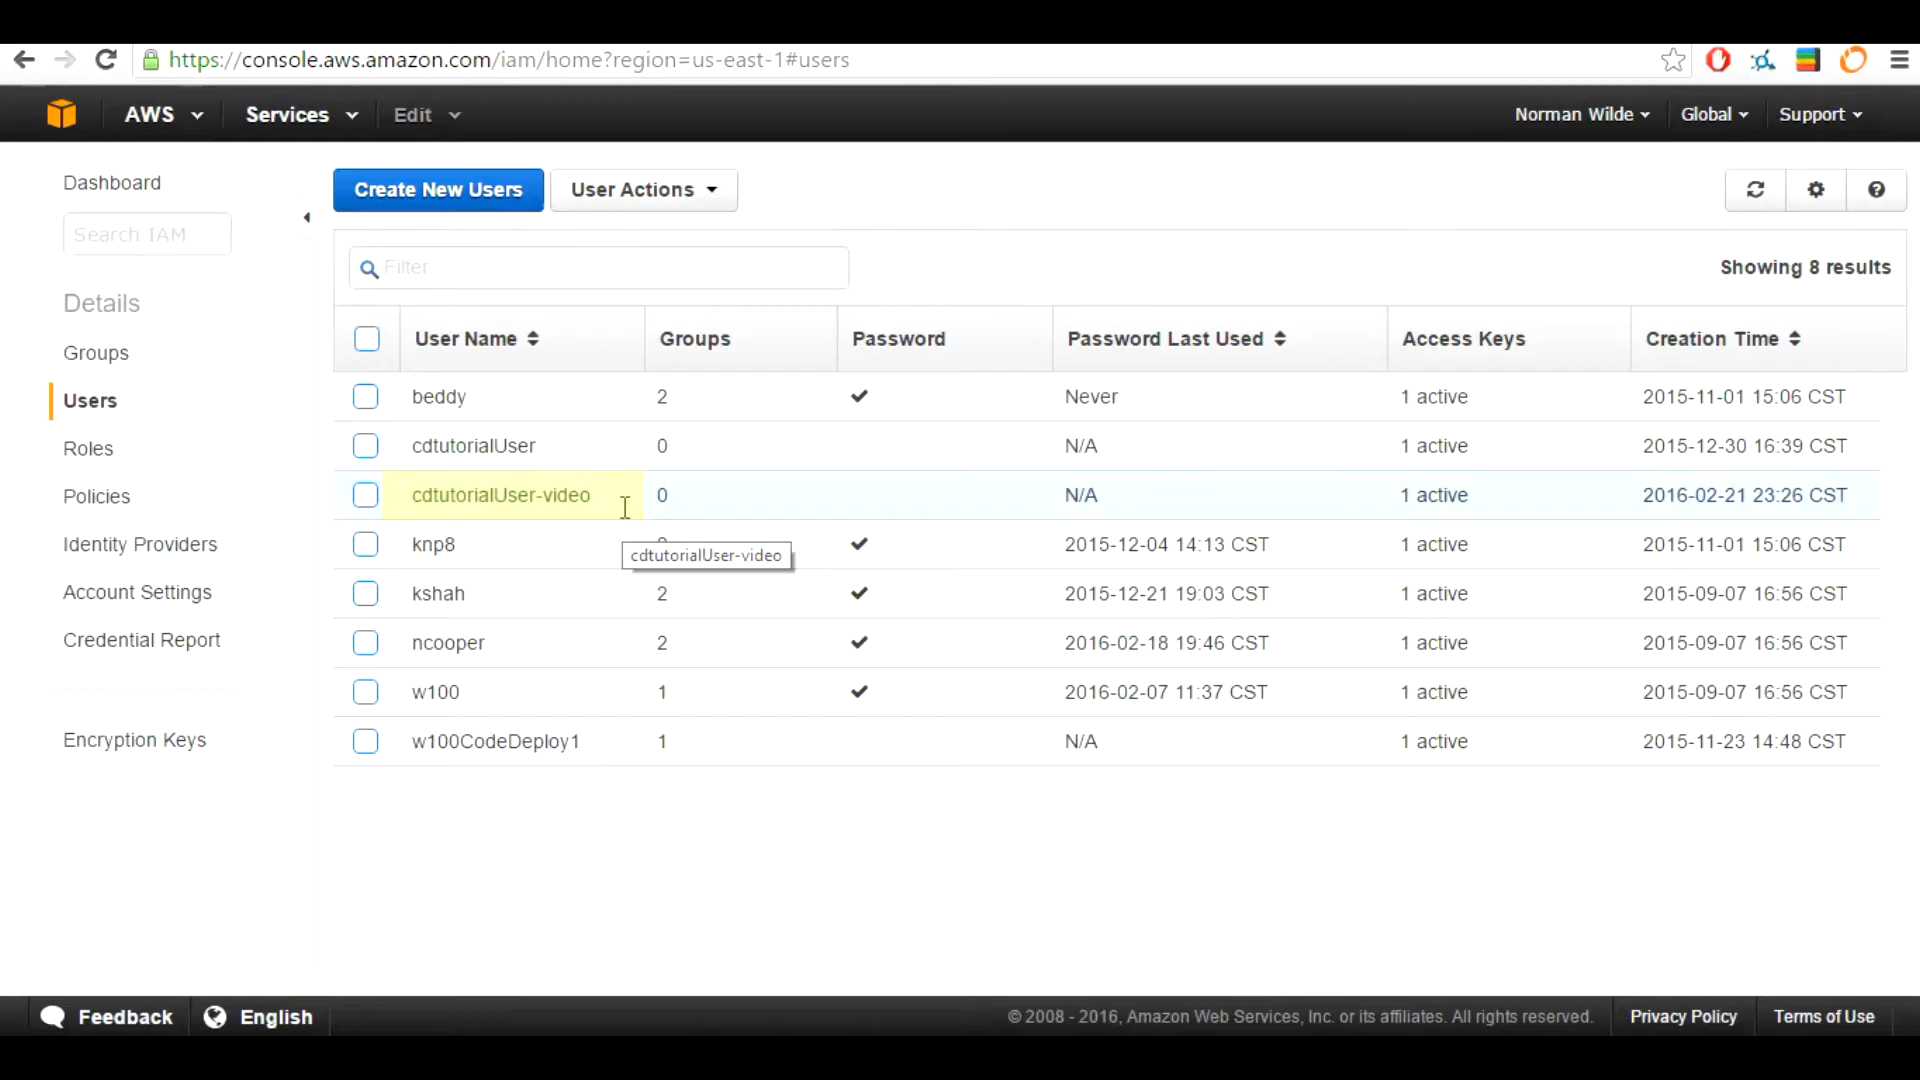 https://console.aws.amazon.com/iam/home?region=us-east-1#users
AWS Services Edit Norman Wilde Global Support
Dashboard
Search IAM
Details
Groups
Users
Roles
Policies
Identity Providers
Account Settings
Credential Report
Encryption Keys
Create New Users User Actions
Filter Showing 8 results
User Name Groups Password Password Last Used Access Keys Creation Time
beddy 2 ✔ Never 1 active 2015-11-01 15:06 CST
cdtutorialUser 0 N/A 1 active 2015-12-30 16:39 CST
cdtutorialUser-video 0 N/A 1 active 2016-02-21 23:26 CST
knp8 ✔ 2015-12-04 14:13 CST 1 active 2015-11-01 15:06 CST
cdtutorialUser-video
kshah 2 ✔ 2015-12-21 19:03 CST 1 active 2015-09-07 16:56 CST
ncooper 2 ✔ 2016-02-18 19:46 CST 1 active 2015-09-07 16:56 CST
w100 1 ✔ 2016-02-07 11:37 CST 1 active 2015-09-07 16:56 CST
w100CodeDeploy1 1 N/A 1 active 2015-11-23 14:48 CST
Feedback English © 2008 - 2016, Amazon Web Services, Inc. or its affiliates. All rights reserved. Privacy Policy Terms of Use